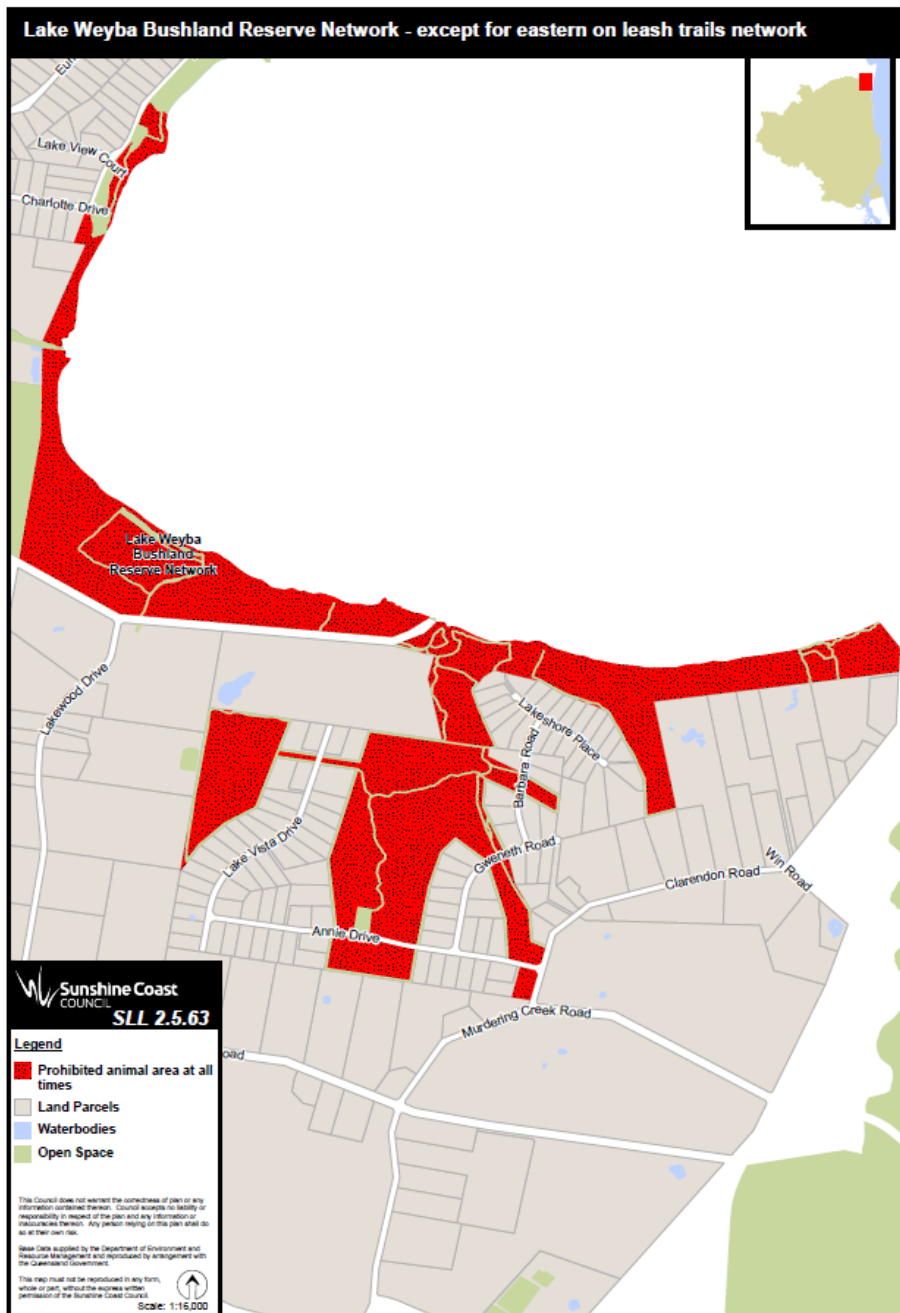 Lake Weyba Bushland Reserve Network - except for eastern on leash trails network
Lake View Court
Charlotte Drive
Lake Weyba
Bushland
Reserve Network
Lakewood Drive
Lakeshore Place
Barbara Road
Lake Vista Drive
Gweneth Road
Win Road
Clarendon Road
Annie Drive
Murdering Creek Road
oad
Sunshine Coast
COUNCIL
SLL 2.5.63
Legend
Prohibited animal area at all
times
Land Parcels
Waterbodies
Open Space
This Council does not warrant the correctness of plan or any
information contained thereon. Council accepts no liability or
responsibility in respect of the plan and any information or
inaccuracies thereon. Any person relying on this plan shall do
so at their own risk.
Base Data supplied by the Department of Environment and
Resource Management and reproduced by arrangement with
the Queensland Government.
This map must not be reproduced in any form,
whole or part, without the express written
permission of the Sunshine Coast Council.
Scale: 1:15,000